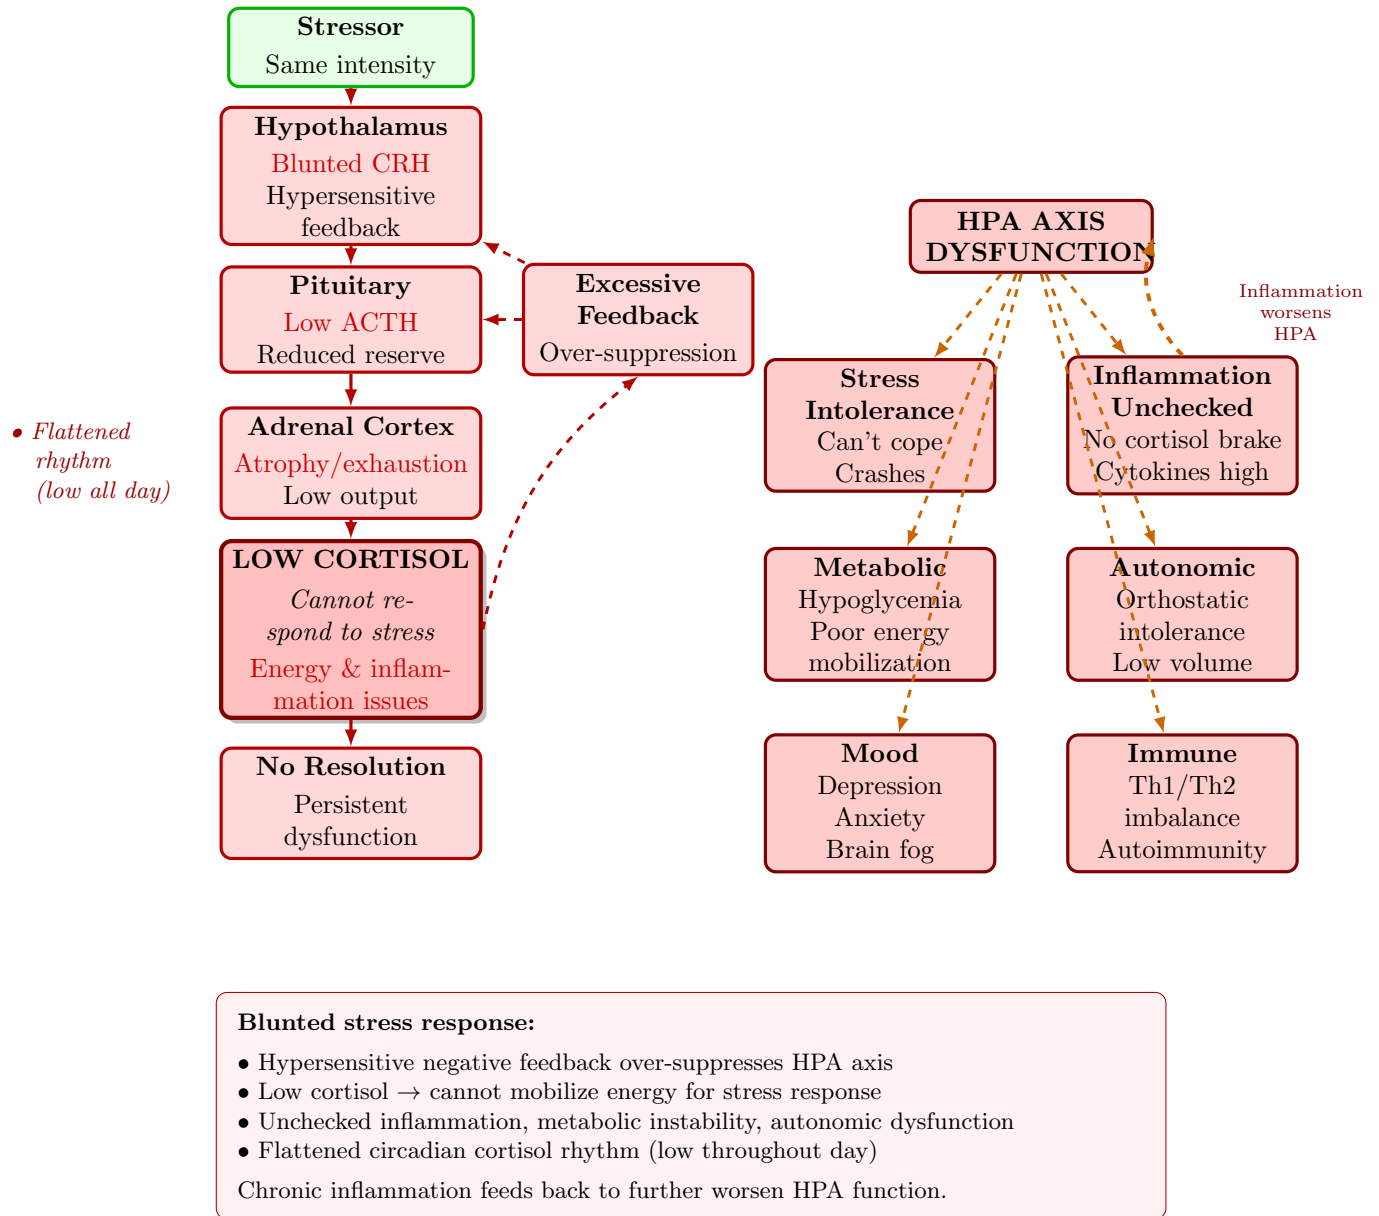 Stressor
Same intensity
Hypothalamus
Blunted CRH
Hypersensitive
feedback
Pituitary
Low ACTH
Reduced reserve
Excessive
Feedback
Over-suppression
• Flattened
rhythm
(low all day)
Adrenal Cortex
Atrophy/exhaustion
Low output
LOW CORTISOL
Cannot re-
spond to stress
Energy & inflam-
mation issues
No Resolution
Persistent
dysfunction
HPA AXIS
DYSFUNCTION
Inflammation
worsens
HPA
Stress
Intolerance
Can't cope
Crashes
Inflammation
Unchecked
No cortisol brake
Cytokines high
Metabolic
Hypoglycemia
Poor energy
mobilization
Autonomic
Orthostatic
intolerance
Low volume
Mood
Depression
Anxiety
Brain fog
Immune
Th1/Th2
imbalance
Autoimmunity
Blunted stress response:
• Hypersensitive negative feedback over-suppresses HPA axis
• Low cortisol → cannot mobilize energy for stress response
• Unchecked inflammation, metabolic instability, autonomic dysfunction
• Flattened circadian cortisol rhythm (low throughout day)
Chronic inflammation feeds back to further worsen HPA function.